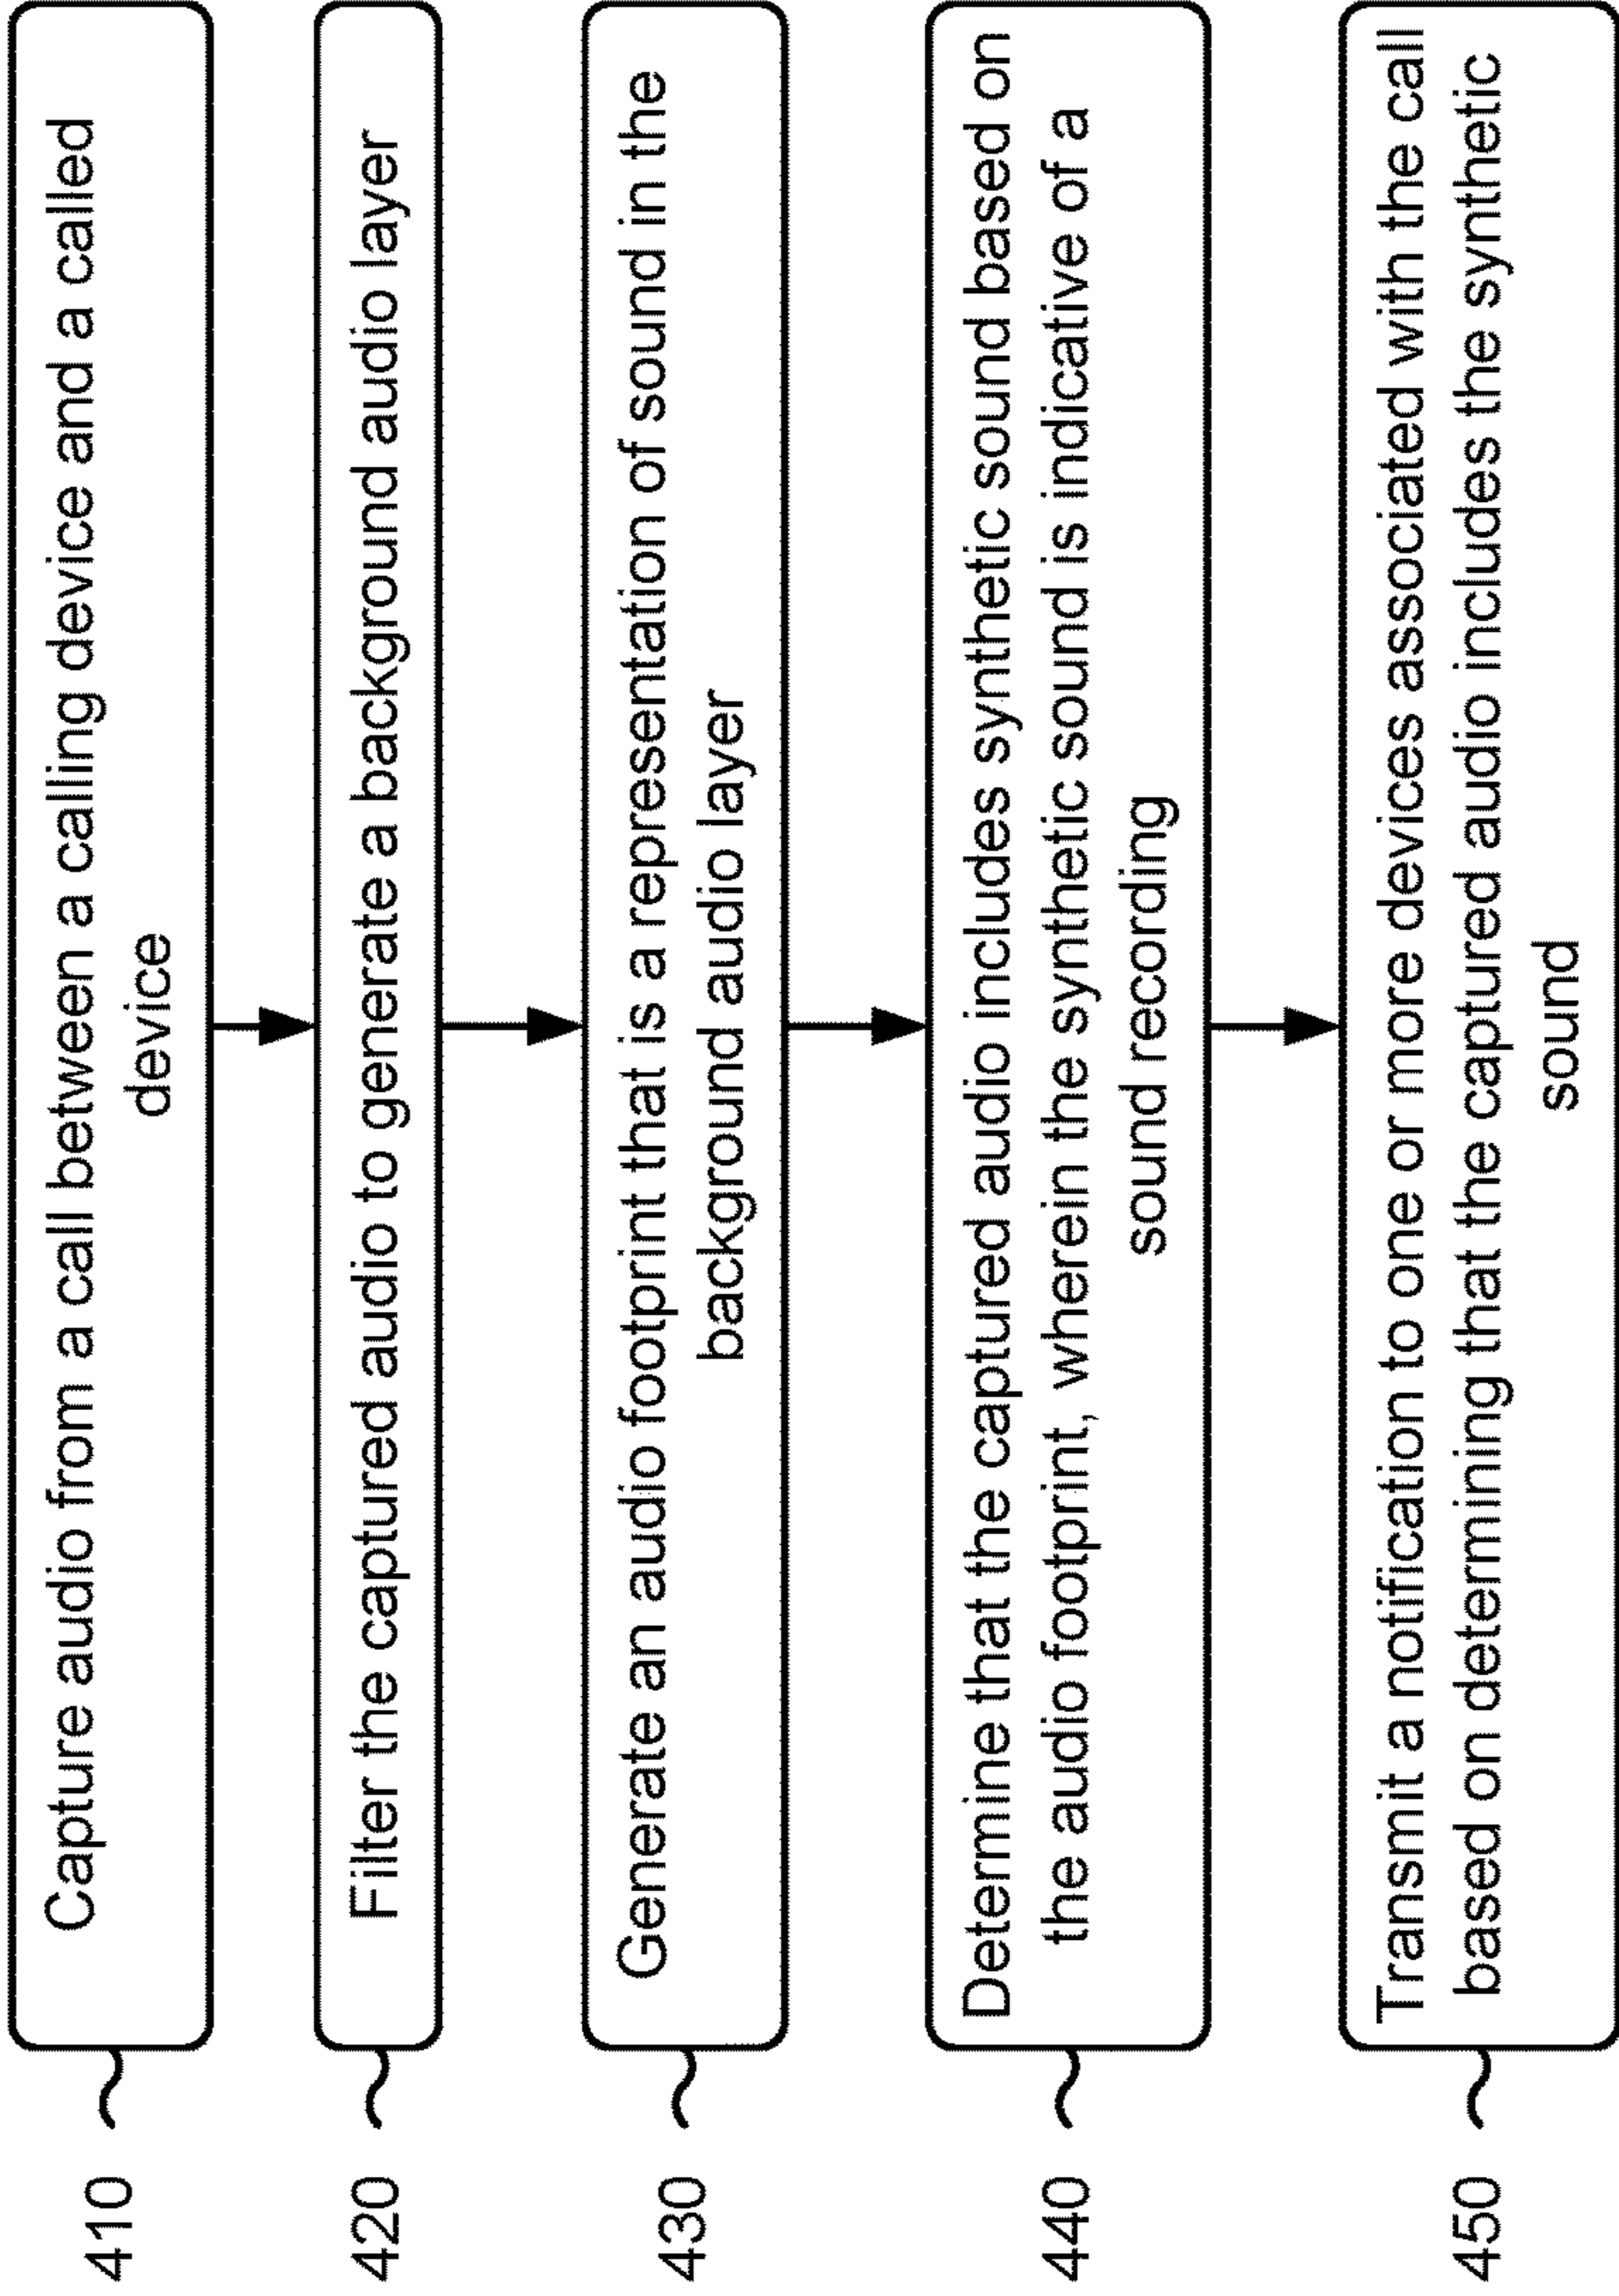 410
Capture audio from a call between a calling device and a called
device
420
Filter the captured audio to generate a background audio layer
430
Generate an audio footprint that is a representation of sound in the
background audio layer
440
Determine that the captured audio includes synthetic sound based on
the audio footprint, wherein the synthetic sound is indicative of a
sound recording
450
Transmit a notification to one or more devices associated with the call
based on determining that the captured audio includes the synthetic
sound